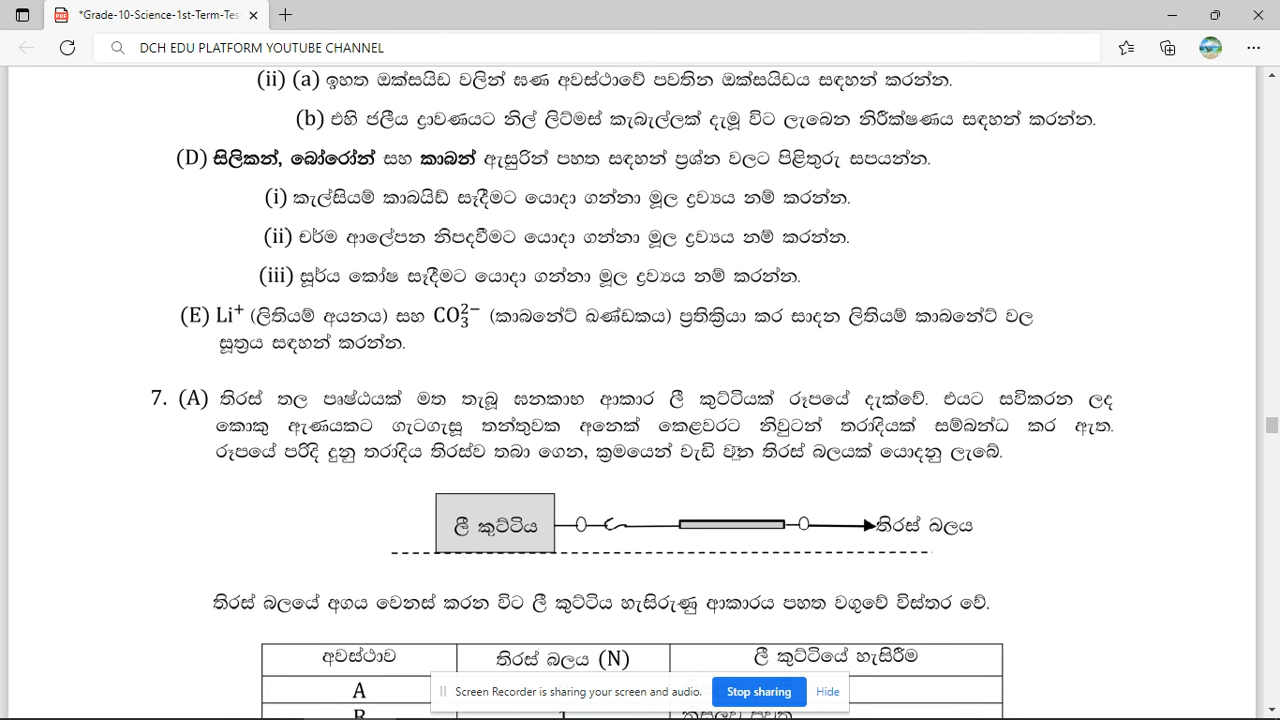 *Grade-10-Science-1st-Term-Tes
DCH EDU PLATFORM YOUTUBE CHANNEL
(ii) (a) ඉහත ඔක්සයිඩ වලින් ඝණ අවස්ථාවේ පවතින ඔක්සයිඩය සඳහන් කරන්න.
(b) එහි ජලීය ද්‍රාවණයට නිල් ලිට්මස් කැබැල්ලක් දැමූ විට ලැබෙන නිරීක්ෂණය සඳහන් කරන්න.
(D) සිලිකන්, බෝරෝන් සහ කාබන් ඇසුරින් පහත සඳහන් ප්‍රශ්න වලට පිළිතුරු සපයන්න.
(i) කැල්සියම් කාබයිඩ් සෑදීමට යොදා ගන්නා මූල ද්‍රව්‍යය නම් කරන්න.
(ii) චර්ම ආලේපන නිපදවීමට යොදා ගන්නා මූල ද්‍රව්‍යය නම් කරන්න.
(iii) සූර්ය කෝෂ සෑදීමට යොදා ගන්නා මූල ද්‍රව්‍යය නම් කරන්න.
(E) Li⁺ (ලිතියම් අයනය) සහ CO₃²⁻ (කාබනේට් ඛණ්ඩකය) ප්‍රතික්‍රියා කර සාදන ලිතියම් කාබනේට් වල
සූත්‍රය සඳහන් කරන්න.
7. (A) තිරස් තල පෘෂ්ඨයක් මත තැබූ ඝනකාභ ආකාර ලී කුට්ටියක් රූපයේ දැක්වේ. එයට සවිකරන ලද
කොකු ඇණයකට ගැටගැසූ තන්තුවක අනෙක් කෙළවරට නිවුටන් තරාදියක් සම්බන්ධ කර ඇත.
රූපයේ පරිදි දුනු තරාදිය තිරස්ව තබා ගෙන, ක්‍රමයෙන් වැඩි වන තිරස් බලයක් යොදනු ලැබේ.
ලී කුට්ටිය තිරස් බලය
තිරස් බලයේ අගය වෙනස් කරන විට ලී කුට්ටිය හැසිරුණු ආකාරය පහත වගුවේ විස්තර වේ.
අවස්ථාව තිරස් බලය (N) ලී කුට්ටියේ හැසිරීම
A
Screen Recorder is sharing your screen and audio. Stop sharing Hide
B 1